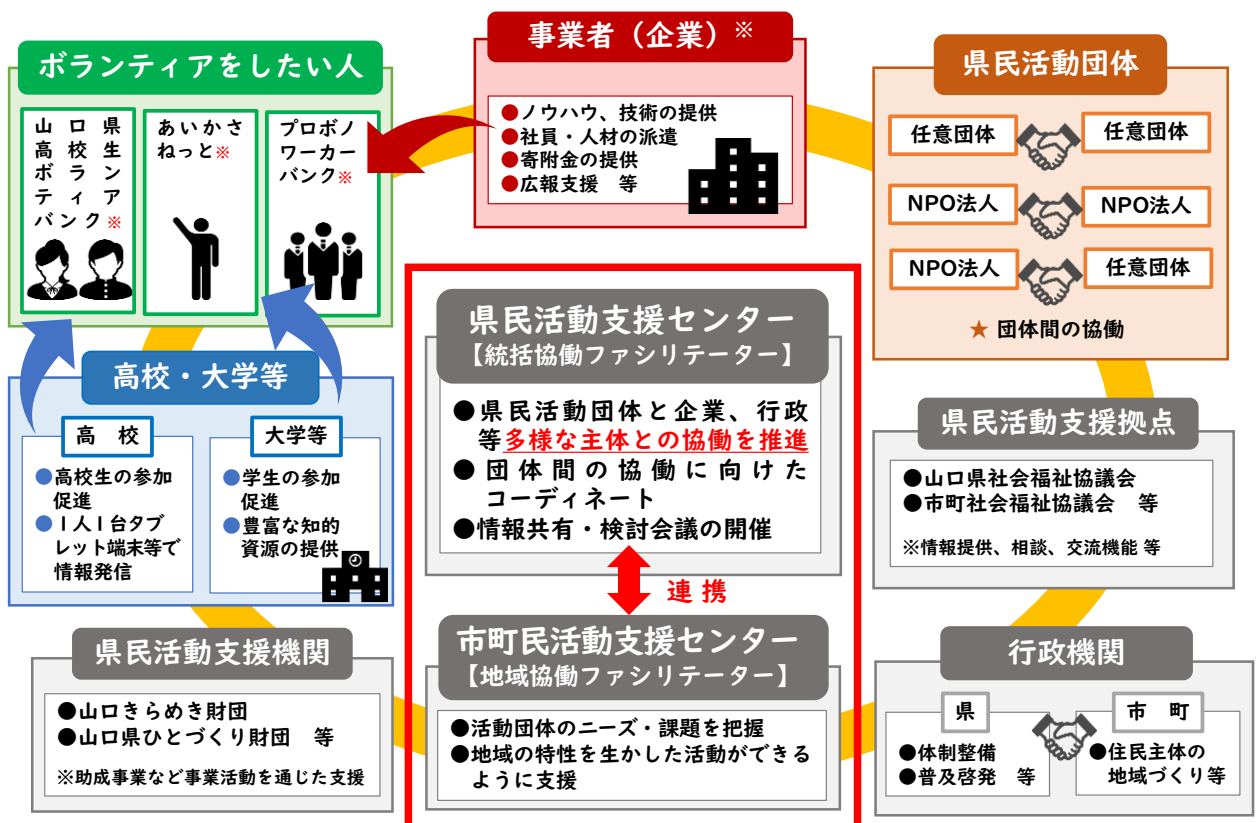 ボランティアをしたい人
山口県
高校生
ボラン
ティア
バンク※
あいかさ
ねっと※
プロボノ
ワーカー
バンク※
事業者（企業）※
●ノウハウ、技術の提供
●社員・人材の派遣
●寄附金の提供
●広報支援　等
県民活動団体
任意団体
任意団体
NPO法人
NPO法人
NPO法人
任意団体
★ 団体間の協働
高校・大学等
高　校
●高校生の参加
促進
●1人1台タブ
レット端末等で
情報発信
大学等
●学生の参加
促進
●豊富な知的
資源の提供
県民活動支援センター
【統括協働ファシリテーター】
●県民活動団体と企業、行政
等多様な主体との協働を推進
●団体間の協働に向けた
コーディネート
●情報共有・検討会議の開催
連携
市町民活動支援センター
【地域協働ファシリテーター】
●活動団体のニーズ・課題を把握
●地域の特性を生かした活動ができる
ように支援
県民活動支援拠点
●山口県社会福祉協議会
●市町社会福祉協議会　等
※情報提供、相談、交流機能 等
県民活動支援機関
●山口きらめき財団
●山口県ひとづくり財団　等
※助成事業など事業活動を通じた支援
行政機関
県
●体制整備
●普及啓発　等
市　町
●住民主体の
地域づくり等